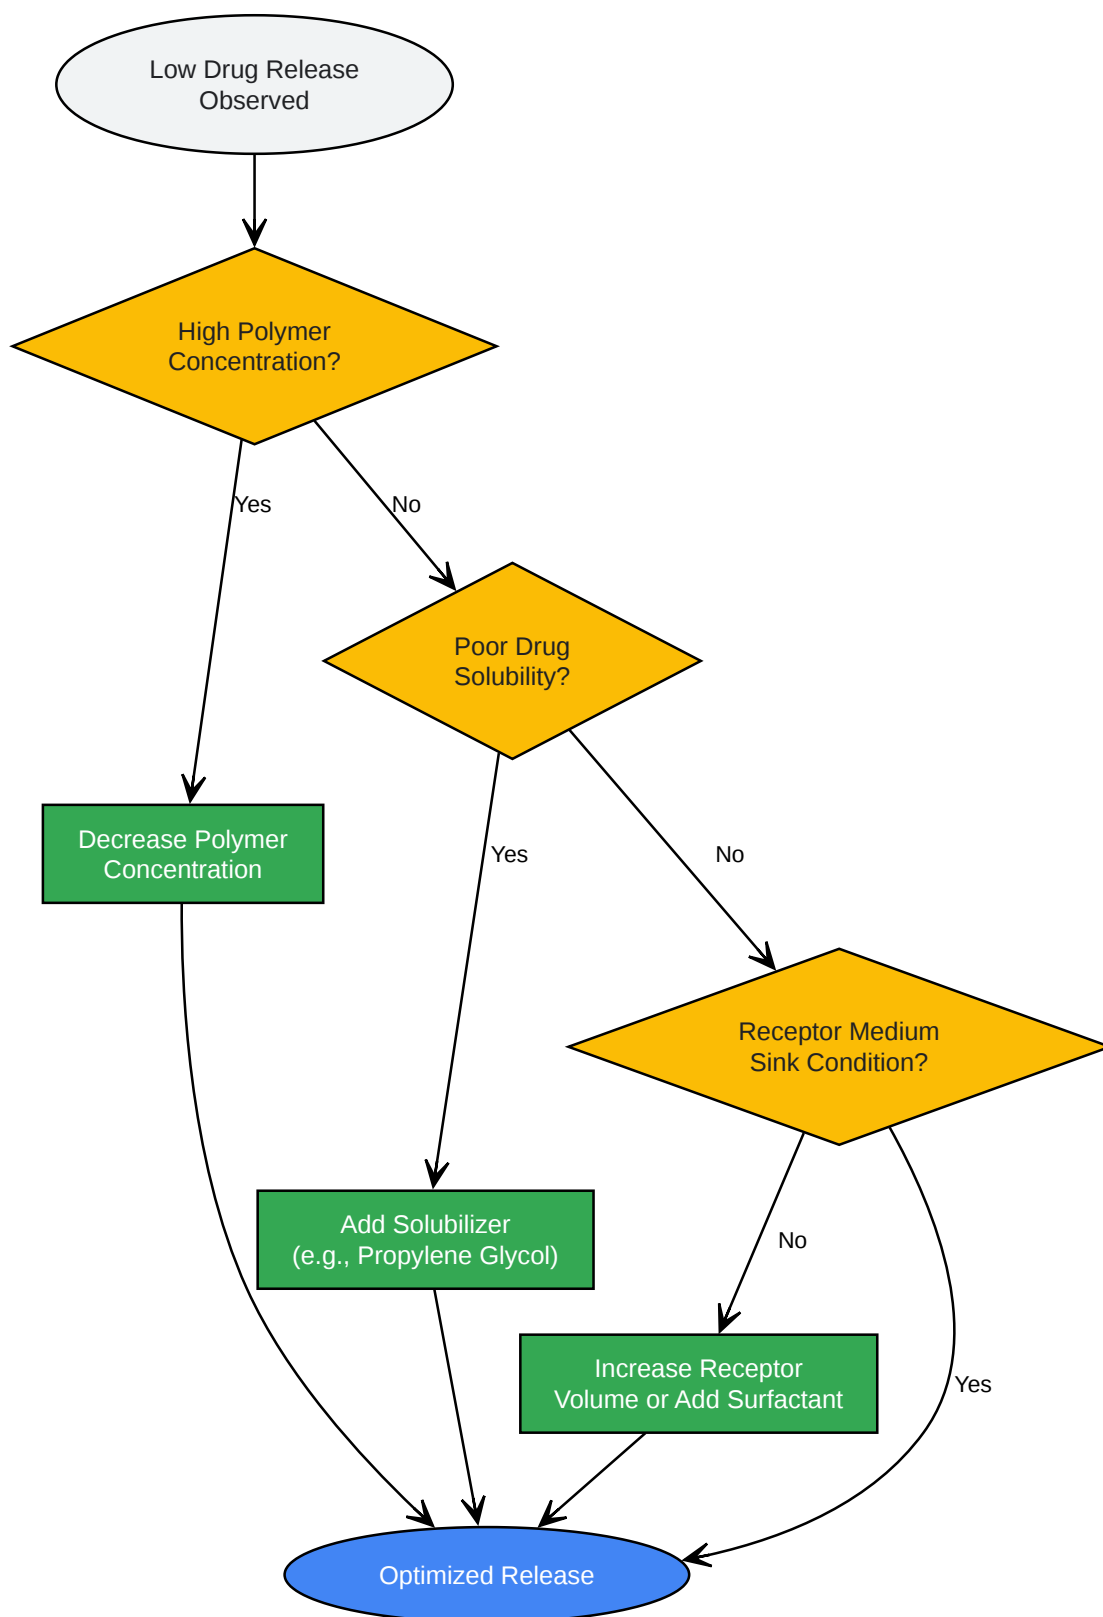 Low Drug Release
Observed
High Polymer
Concentration?
Yes
No
Poor Drug
Solubility?
Decrease Polymer
Concentration
Yes
No
Receptor Medium
Sink Condition?
Add Solubilizer
(e.g., Propylene Glycol)
No
Increase Receptor
Volume or Add Surfactant
Yes
Optimized Release